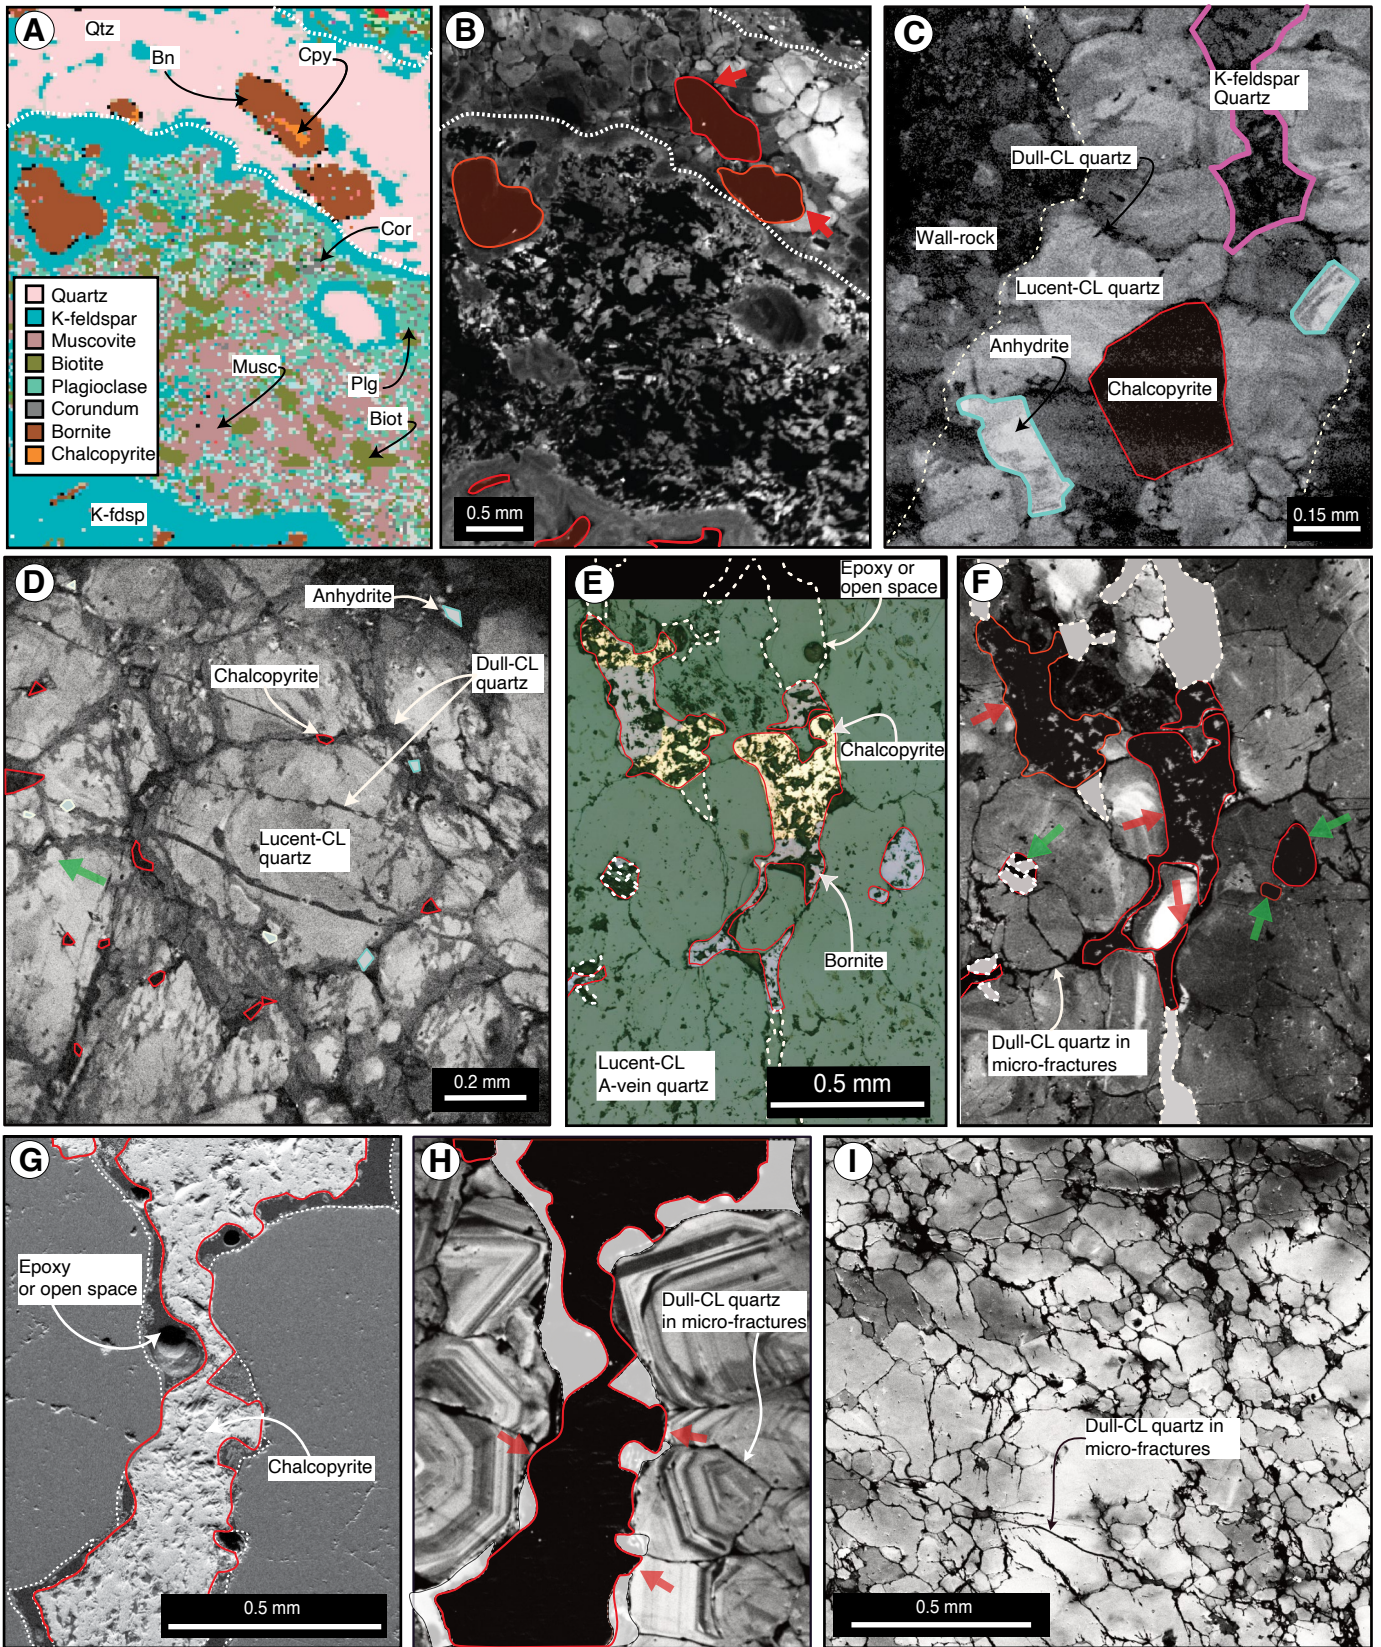 A
Qtz
Bn
Cpy
Cor
Quartz
K-feldspar
Muscovite
Biotite
Plagioclase
Corundum
Bornite
Chalcopyrite
Musc
Plg
Biot
K-fdsp
B
0.5 mm
C
K-feldspar
Quartz
Dull-CL quartz
Wall-rock
Lucent-CL quartz
Anhydrite
Chalcopyrite
0.15 mm
D
Anhydrite
Chalcopyrite
Dull-CL
quartz
Lucent-CL
quartz
0.2 mm
E
Epoxy or
open space
Chalcopyrite
Bornite
Lucent-CL
A-vein quartz
0.5 mm
F
Dull-CL quartz in
micro-fractures
G
Epoxy
or open space
Chalcopyrite
0.5 mm
H
Dull-CL quartz
in micro-fractures
I
Dull-CL quartz in
micro-fractures
0.5 mm